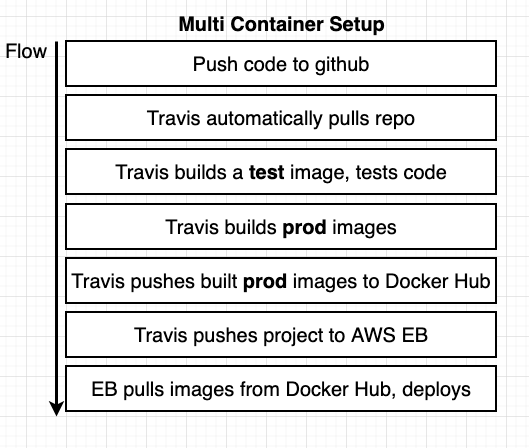 Multi Container Setup
Flow
Push code to github
Travis automatically pulls repo
Travis builds a test image, tests code
Travis builds prod images
Travis pushes built prod images to Docker Hub
Travis pushes project to AWS EB
EB pulls images from Docker Hub, deploys